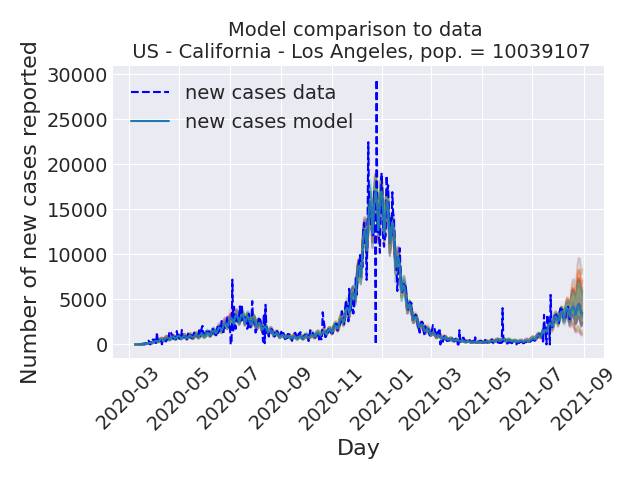 Model comparison to data
US - California - Los Angeles, pop. = 10039107
Number of new cases reported
30000
25000
20000
15000
10000
5000
0
new cases data
new cases model
2020-03
2020-05
2020-07
2020-09
2020-11
2021-01
2021-03
2021-05
2021-07
2021-09
Day